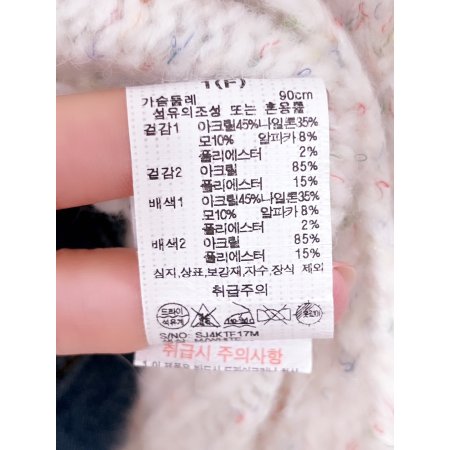 1(F)
가슴둘레 90cm
섬유의조성 또는 혼용률
겉감1 아크릴45%나일론35%
모10% 알파카 8%
폴리에스터 2%
겉감2 아크릴 85%
폴리에스터 15%
배색1 아크릴45%나일론35%
모10% 알파카 8%
폴리에스터 2%
배색2 아크릴 85%
폴리에스터 15%
심지,상표,보강재,자수,장식 제외
취급주의
드라이
석유계
S/NO: SJ4KTF17M
취급시 주의사항